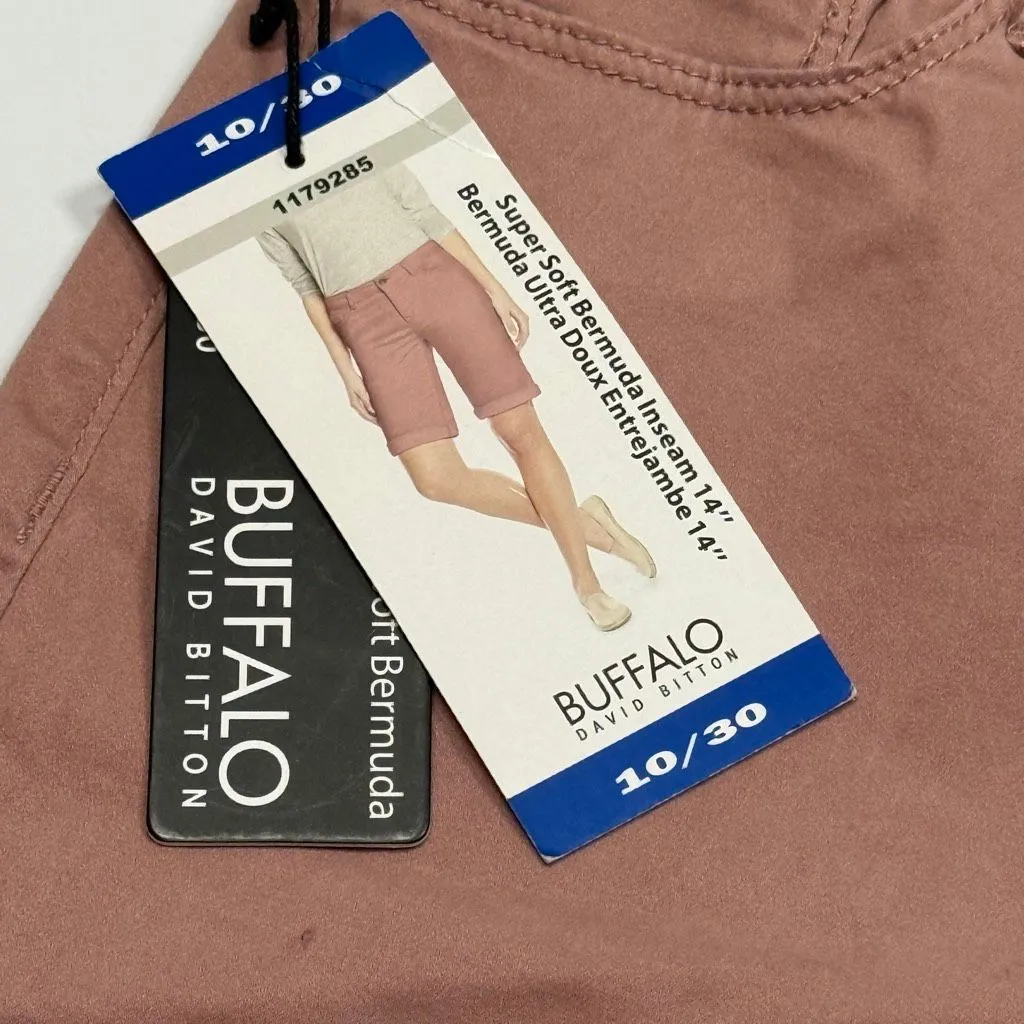 10/30
1179285
Super Soft Bermuda Inseam 14"
Bermuda Ultra Doux Entrejambe 14"
BUFFALO
DAVID BITTON
10/30
BUFFALO
DAVID BITTON
oft Bermuda